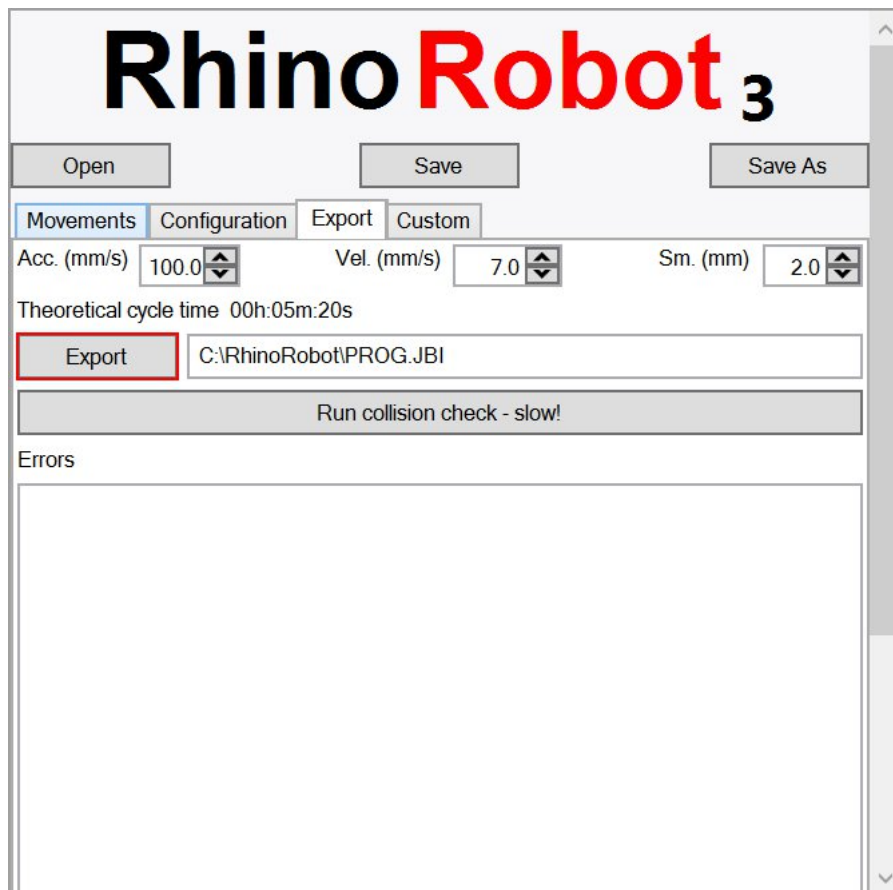 RhinoRobot 3
Open Save Save As
Movements Configuration Export Custom
Acc. (mm/s) 100.0 Vel. (mm/s) 7.0 Sm. (mm) 2.0
Theoretical cycle time 00h:05m:20s
Export C:\RhinoRobot\PROG.JBI
Run collision check - slow!
Errors